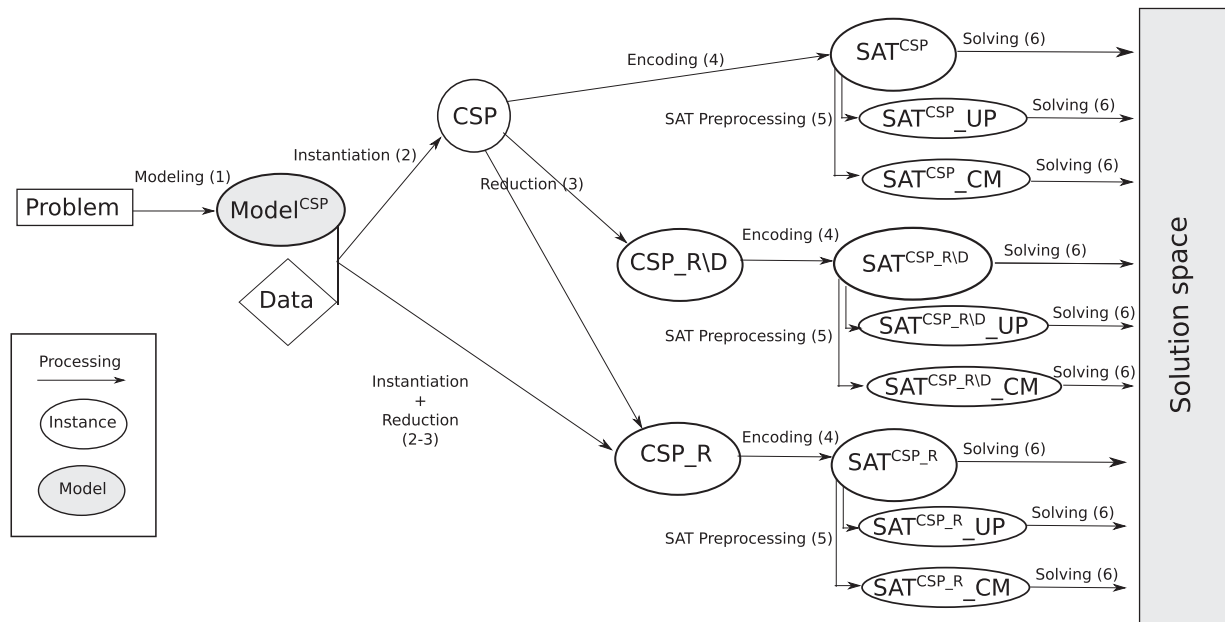 Problem
Modeling (1)
Model^CSP
Data
Instantiation (2)
CSP
Reduction (3)
Instantiation
+
Reduction
(2-3)
CSP_R\D
CSP_R
Encoding (4)
SAT^CSP
Solving (6)
SAT Preprocessing (5)
SAT^CSP_UP
Solving (6)
SAT^CSP_CM
Solving (6)
Encoding (4)
SAT^CSP_R\D
Solving (6)
SAT Preprocessing (5)
SAT^CSP_R\D_UP
Solving (6)
SAT^CSP_R\D_CM
Solving (6)
Encoding (4)
SAT^CSP_R
Solving (6)
SAT Preprocessing (5)
SAT^CSP_R_UP
Solving (6)
SAT^CSP_R_CM
Solving (6)
Solution space
Processing
Instance
Model